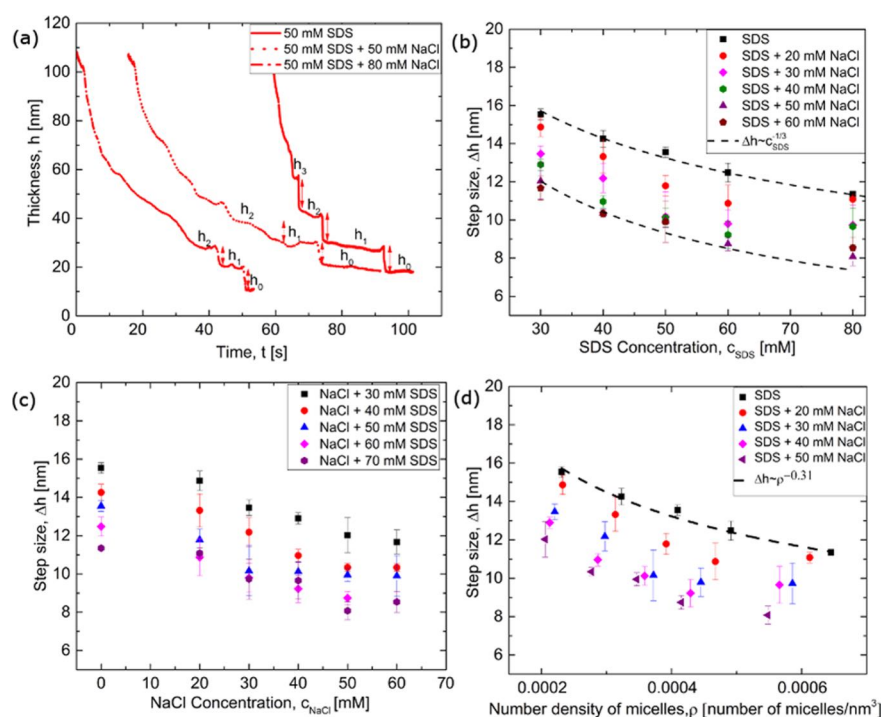 (a)
50 mM SDS
50 mM SDS + 50 mM NaCl
50 mM SDS + 80 mM NaCl
Thickness, h [nm]
120
100
80
60
40
20
0
h3
h2
h1
h0
h2
h1
h0
h2
h1
h0
0 20 40 60 80 100
Time, t [s]
(b)
SDS
SDS + 20 mM NaCl
SDS + 30 mM NaCl
SDS + 40 mM NaCl
SDS + 50 mM NaCl
SDS + 60 mM NaCl
Δh~c_SDS^-1/3
Step size, Δh [nm]
20
18
16
14
12
10
8
6
30 40 50 60 70 80
SDS Concentration, c_SDS [mM]
(c)
NaCl + 30 mM SDS
NaCl + 40 mM SDS
NaCl + 50 mM SDS
NaCl + 60 mM SDS
NaCl + 70 mM SDS
Step size, Δh [nm]
20
18
16
14
12
10
8
6
0 10 20 30 40 50 60 70
NaCl Concentration, c_NaCl [mM]
(d)
SDS
SDS + 20 mM NaCl
SDS + 30 mM NaCl
SDS + 40 mM NaCl
SDS + 50 mM NaCl
Δh~ρ^-0.31
Step size, Δh [nm]
20
18
16
14
12
10
8
6
0.0002 0.0004 0.0006
Number density of micelles,ρ [number of micelles/nm³]